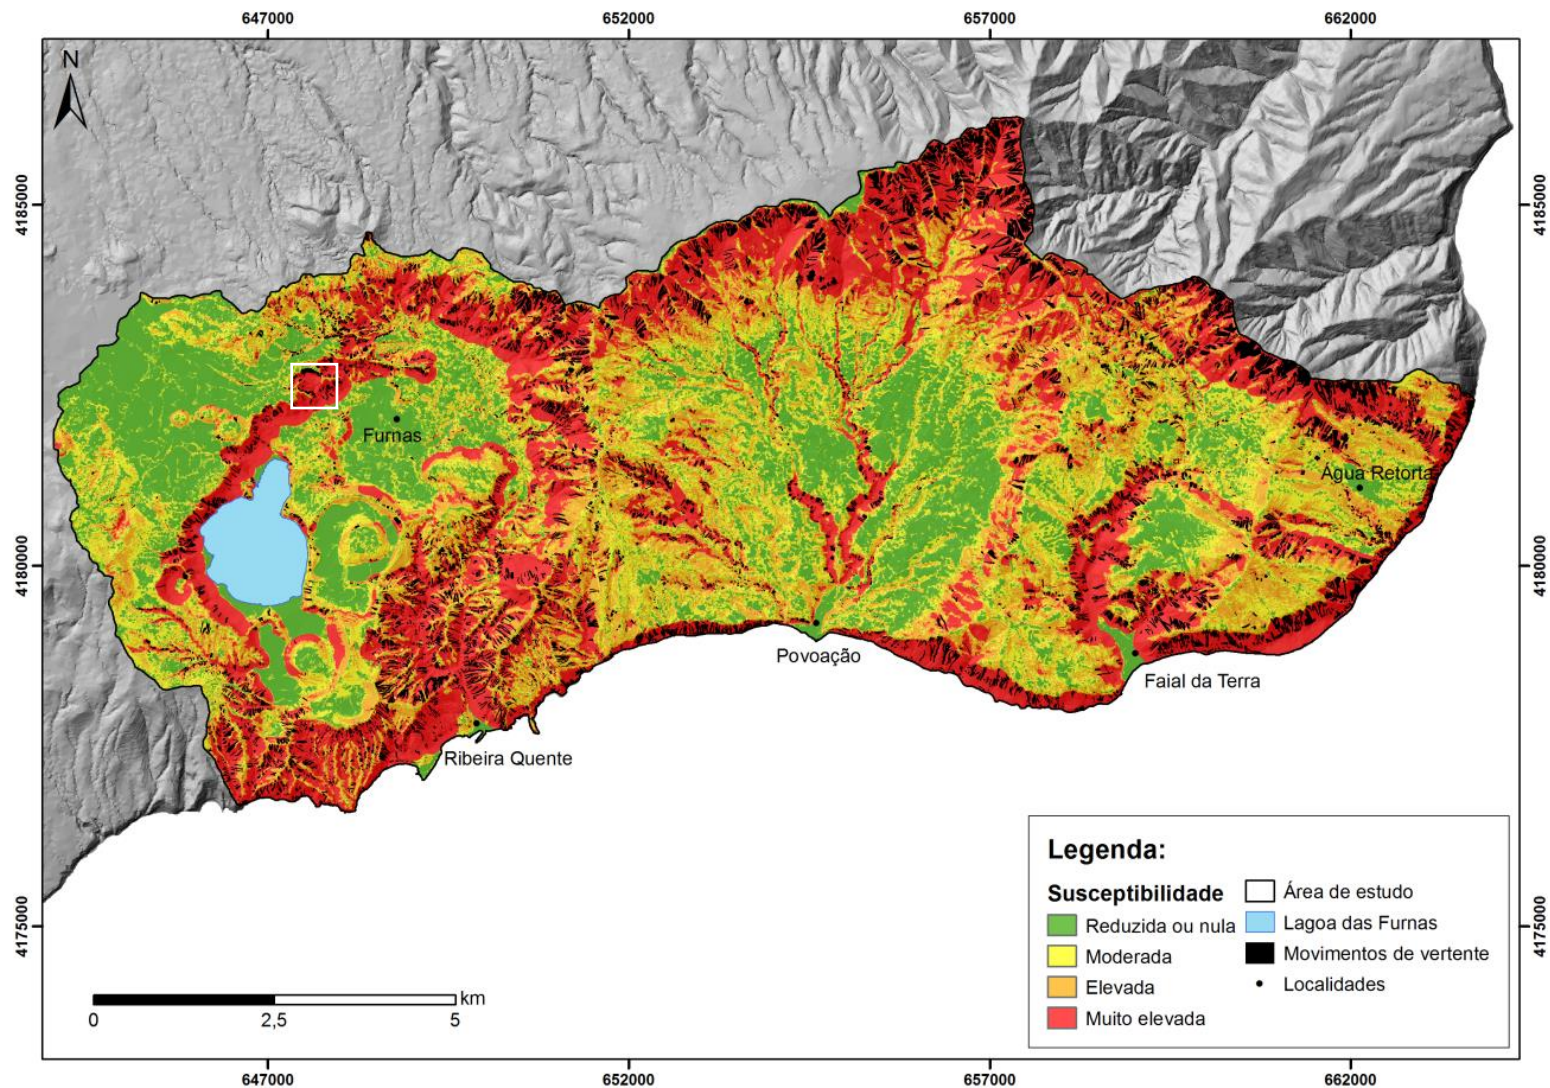 647000
652000
657000
662000
N
4185000
4185000
Furnas
Água Retorta
4180000
4180000
Povoação
Faial da Terra
Ribeira Quente
Legenda:
Susceptibilidade
Área de estudo
Reduzida ou nula
Lagoa das Furnas
Moderada
Movimentos de vertente
Elevada
Localidades
Muito elevada
4175000
4175000
km
0
2,5
5
647000
652000
657000
662000